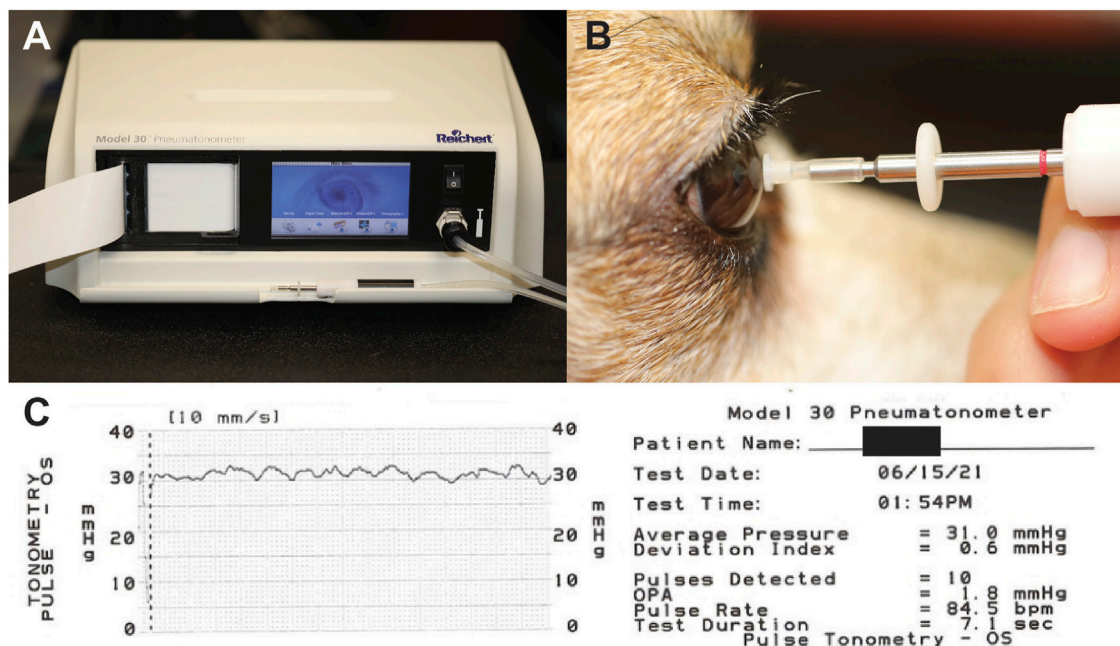 A
Model 30™ Pneumatonometer
Reichert
B
C
[10 mm/s]
TONOMETRY
PULSE - OS
mmHg
40
30
20
10
0
40
30
20
10
0
mmHg
Model 30 Pneumatonometer
Patient Name:
Test Date: 06/15/21
Test Time: 01:54PM
Average Pressure = 31.0 mmHg
Deviation Index = 0.6 mmHg
Pulses Detected = 10
OPA = 1.8 mmHg
Pulse Rate = 84.5 bpm
Test Duration = 7.1 sec
Pulse Tonometry - OS